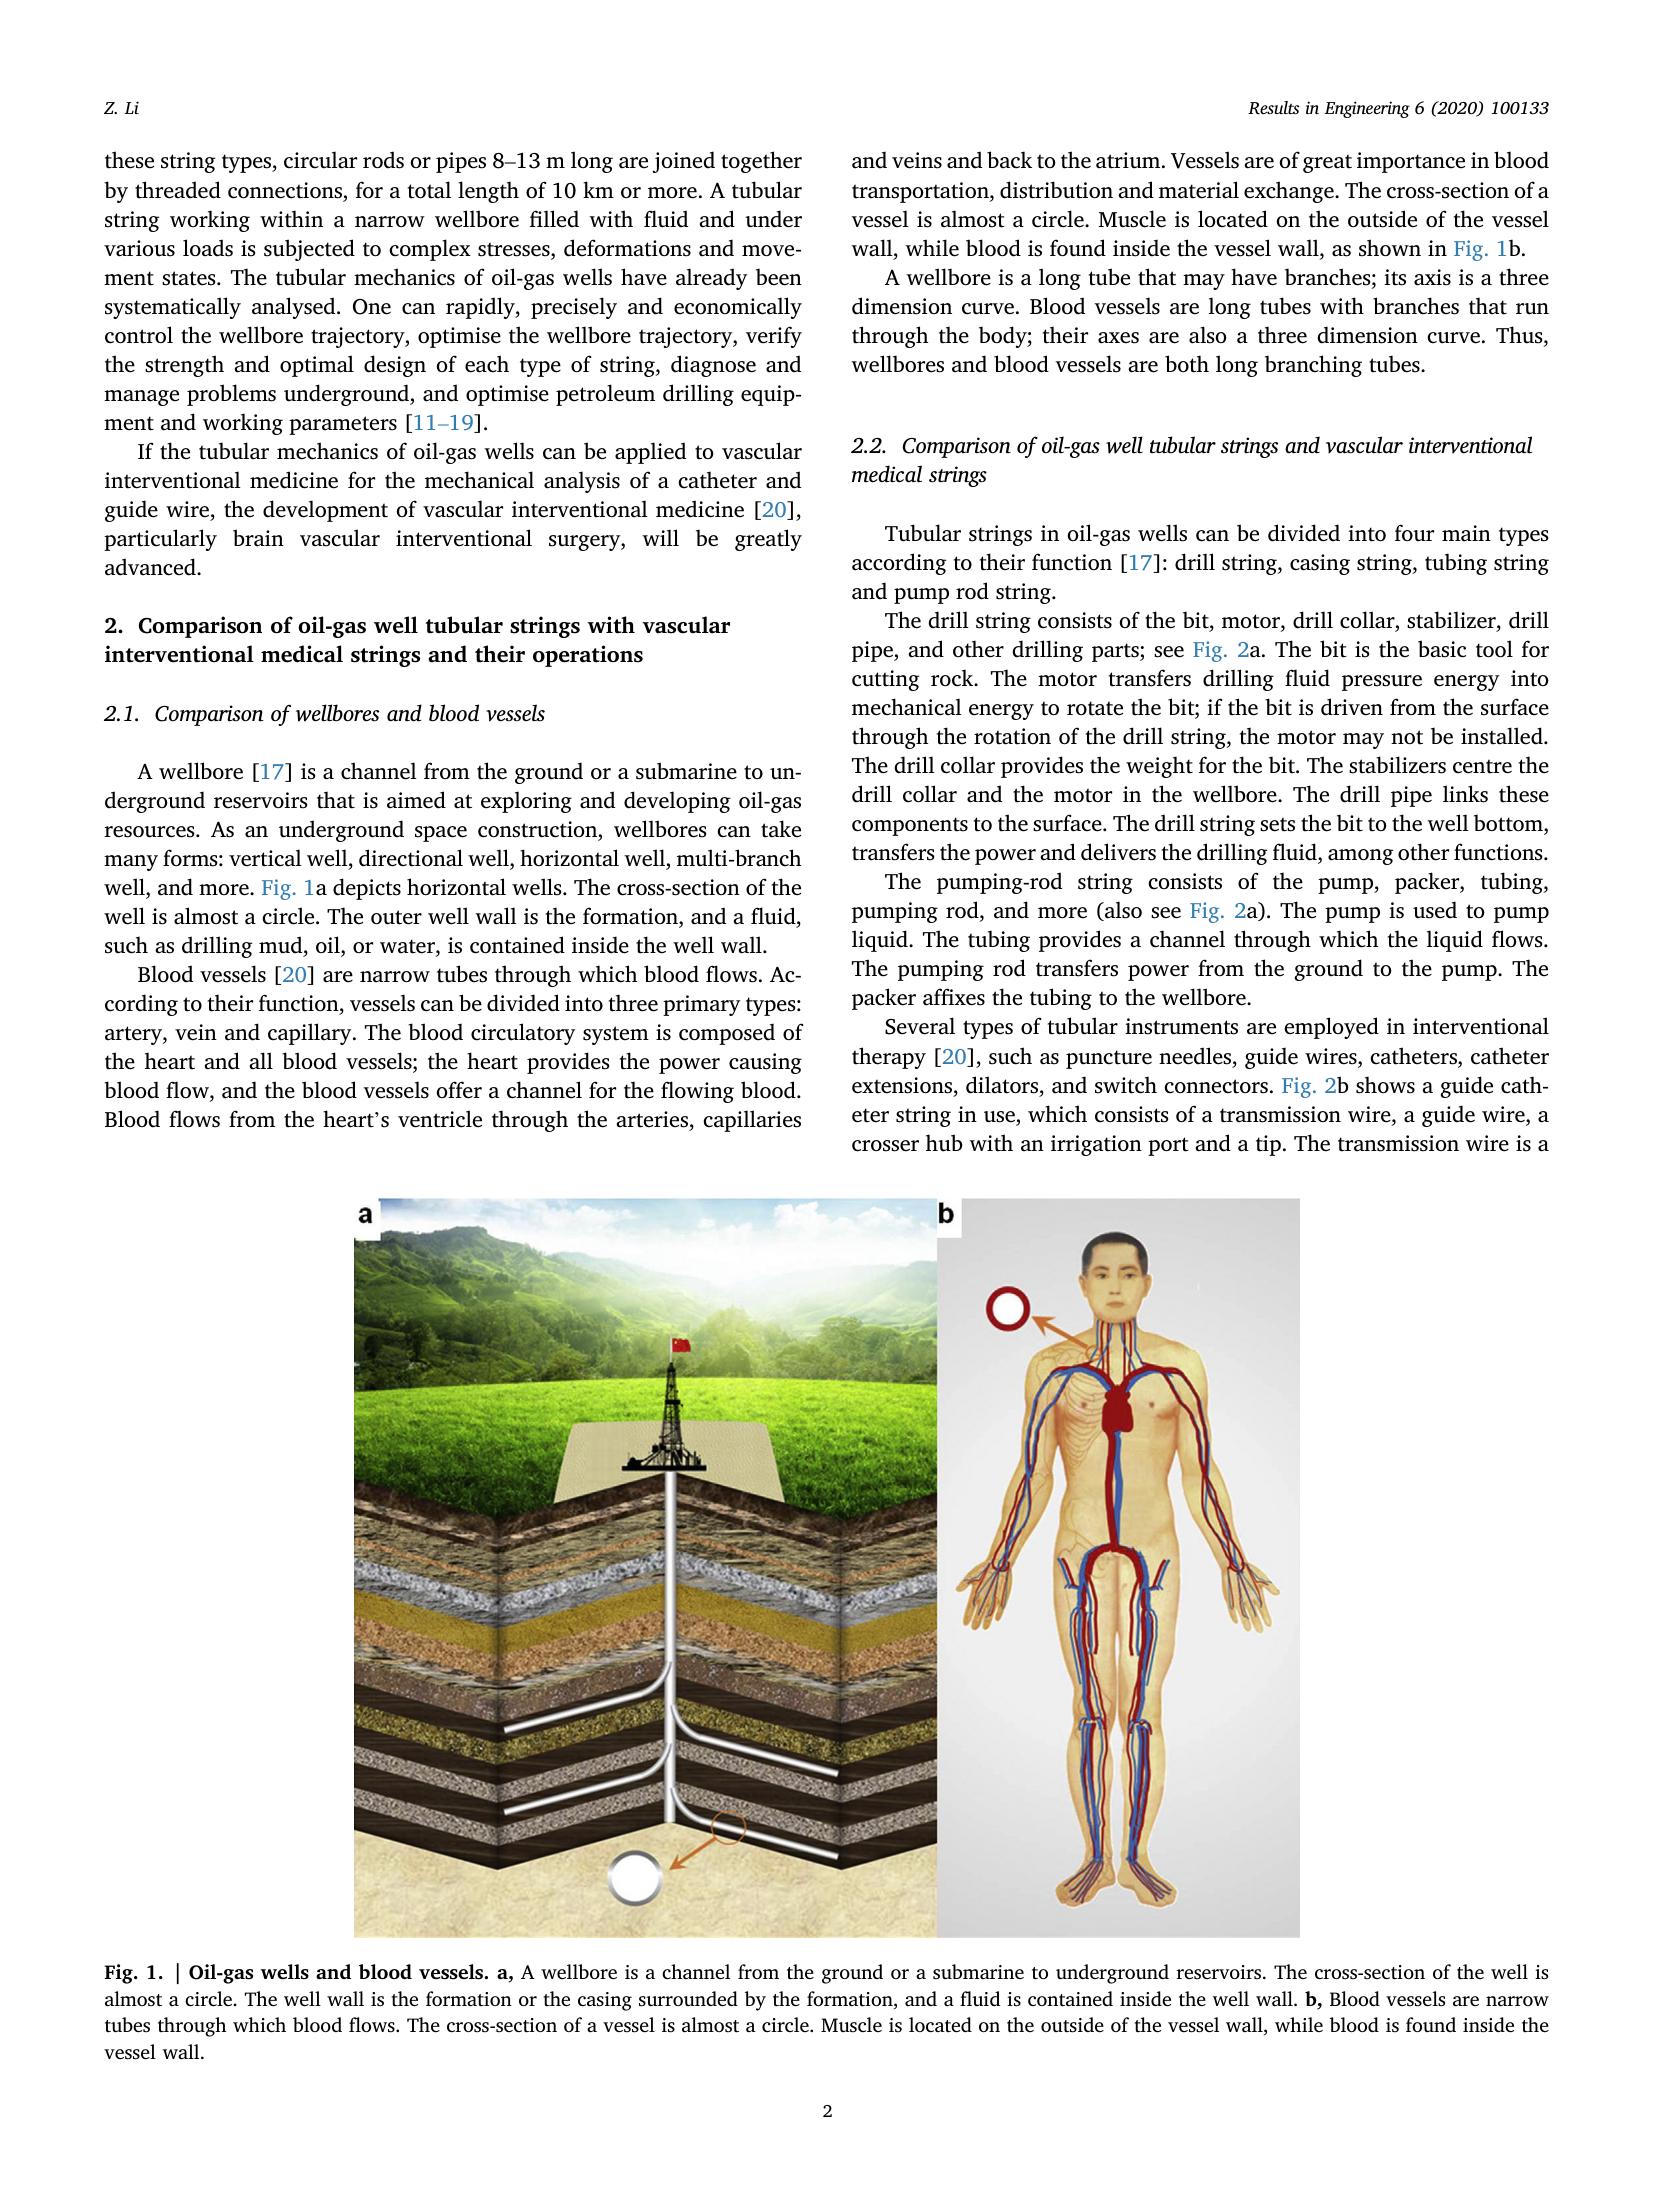 Z. Li
Results in Engineering 6 (2020) 100133
these string types, circular rods or pipes 8–13 m long are joined together
by threaded connections, for a total length of 10 km or more. A tubular
string working within a narrow wellbore filled with fluid and under
various loads is subjected to complex stresses, deformations and move-
ment states. The tubular mechanics of oil-gas wells have already been
systematically analysed. One can rapidly, precisely and economically
control the wellbore trajectory, optimise the wellbore trajectory, verify
the strength and optimal design of each type of string, diagnose and
manage problems underground, and optimise petroleum drilling equip-
ment and working parameters [11–19].
If the tubular mechanics of oil-gas wells can be applied to vascular
interventional medicine for the mechanical analysis of a catheter and
guide wire, the development of vascular interventional medicine [20],
particularly brain vascular interventional surgery, will be greatly
advanced.
2. Comparison of oil-gas well tubular strings with vascular
interventional medical strings and their operations
2.1. Comparison of wellbores and blood vessels
A wellbore [17] is a channel from the ground or a submarine to un-
derground reservoirs that is aimed at exploring and developing oil-gas
resources. As an underground space construction, wellbores can take
many forms: vertical well, directional well, horizontal well, multi-branch
well, and more. Fig. 1a depicts horizontal wells. The cross-section of the
well is almost a circle. The outer well wall is the formation, and a fluid,
such as drilling mud, oil, or water, is contained inside the well wall.
Blood vessels [20] are narrow tubes through which blood flows. Ac-
cording to their function, vessels can be divided into three primary types:
artery, vein and capillary. The blood circulatory system is composed of
the heart and all blood vessels; the heart provides the power causing
blood flow, and the blood vessels offer a channel for the flowing blood.
Blood flows from the heart's ventricle through the arteries, capillaries
and veins and back to the atrium. Vessels are of great importance in blood
transportation, distribution and material exchange. The cross-section of a
vessel is almost a circle. Muscle is located on the outside of the vessel
wall, while blood is found inside the vessel wall, as shown in Fig. 1b.
A wellbore is a long tube that may have branches; its axis is a three
dimension curve. Blood vessels are long tubes with branches that run
through the body; their axes are also a three dimension curve. Thus,
wellbores and blood vessels are both long branching tubes.
2.2. Comparison of oil-gas well tubular strings and vascular interventional
medical strings
Tubular strings in oil-gas wells can be divided into four main types
according to their function [17]: drill string, casing string, tubing string
and pump rod string.
The drill string consists of the bit, motor, drill collar, stabilizer, drill
pipe, and other drilling parts; see Fig. 2a. The bit is the basic tool for
cutting rock. The motor transfers drilling fluid pressure energy into
mechanical energy to rotate the bit; if the bit is driven from the surface
through the rotation of the drill string, the motor may not be installed.
The drill collar provides the weight for the bit. The stabilizers centre the
drill collar and the motor in the wellbore. The drill pipe links these
components to the surface. The drill string sets the bit to the well bottom,
transfers the power and delivers the drilling fluid, among other functions.
The pumping-rod string consists of the pump, packer, tubing,
pumping rod, and more (also see Fig. 2a). The pump is used to pump
liquid. The tubing provides a channel through which the liquid flows.
The pumping rod transfers power from the ground to the pump. The
packer affixes the tubing to the wellbore.
Several types of tubular instruments are employed in interventional
therapy [20], such as puncture needles, guide wires, catheters, catheter
extensions, dilators, and switch connectors. Fig. 2b shows a guide cath-
eter string in use, which consists of a transmission wire, a guide wire, a
crosser hub with an irrigation port and a tip. The transmission wire is a
a
b
Fig. 1. | Oil-gas wells and blood vessels. a, A wellbore is a channel from the ground or a submarine to underground reservoirs. The cross-section of the well is
almost a circle. The well wall is the formation or the casing surrounded by the formation, and a fluid is contained inside the well wall. b, Blood vessels are narrow
tubes through which blood flows. The cross-section of a vessel is almost a circle. Muscle is located on the outside of the vessel wall, while blood is found inside the
vessel wall.
2